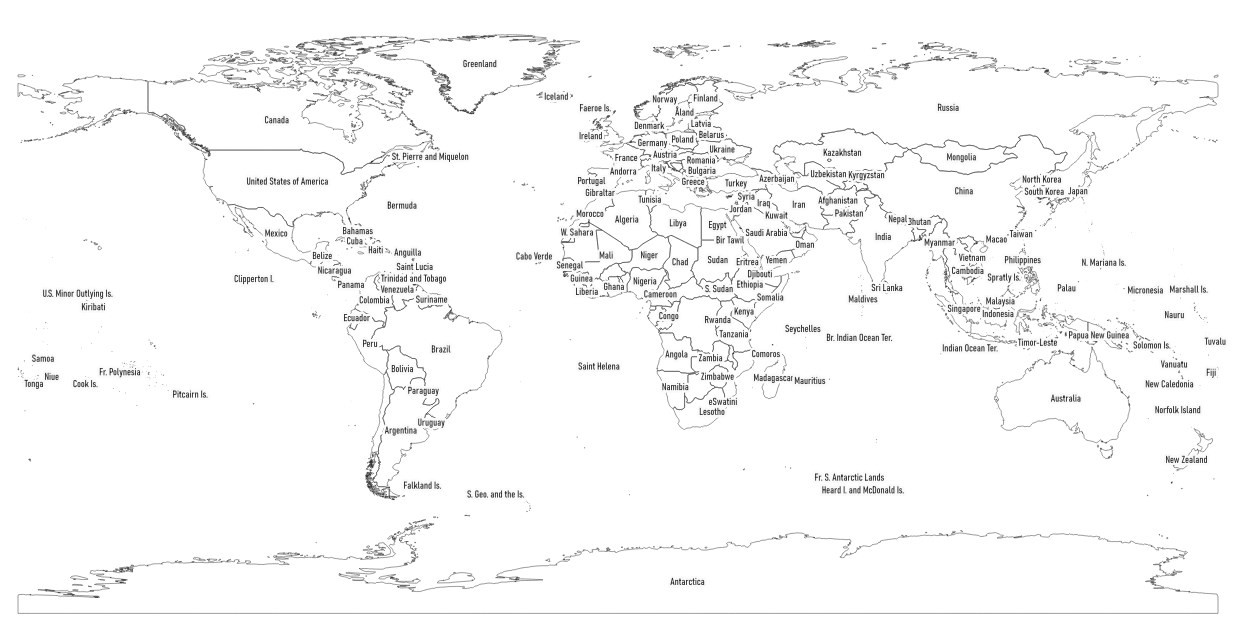 Greenland
Iceland
Faeroe Is.
Norway
Finland
Russia
Åland
Canada
Denmark
Latvia
Ireland
Belarus
Germany
Poland
Ukraine
St. Pierre and Miquelon
France
Austria
Romania
Kazakhstan
Mongolia
Andorra
Italy
Bulgaria
United States of America
Portugal
Greece
Turkey
Azerbaijan
Uzbekistan
Kyrgyzstan
North Korea
China
Gibraltar
Tunisia
Syria
Iraq
Iran
Afghanistan
South Korea
Japan
Bermuda
Morocco
Algeria
Libya
Egypt
Jordan
Kuwait
Pakistan
Nepal
Bhutan
Mexico
Bahamas
Cuba
W. Sahara
Bir Tawil
Saudi Arabia
Oman
India
Myanmar
Macao
Taiwan
Belize
Haiti
Anguilla
Cabo Verde
Mali
Niger
Chad
Sudan
Eritrea
Yemen
Vietnam
Philippines
N. Mariana Is.
Nicaragua
Saint Lucia
Senegal
Djibouti
Cambodia
Clipperton I.
Panama
Trinidad and Tobago
Venezuela
Guinea
Ghana
Nigeria
S. Sudan
Ethiopia
Sri Lanka
Spratly Is.
Palau
Micronesia
Marshall Is.
U.S. Minor Outlying Is.
Kiribati
Colombia
Suriname
Liberia
Cameroon
Somalia
Maldives
Malaysia
Singapore
Indonesia
Nauru
Ecuador
Congo
Rwanda
Kenya
Tanzania
Seychelles
Br. Indian Ocean Ter.
Indian Ocean Ter.
Timor-Leste
Papua New Guinea
Solomon Is.
Tuvalu
Samoa
Peru
Brazil
Angola
Zambia
Comoros
Tonga
Niue
Cook Is.
Fr. Polynesia
Pitcairn Is.
Bolivia
Saint Helena
Namibia
Zimbabwe
Madagascar
Mauritius
Vanuatu
Fiji
New Caledonia
Paraguay
eSwatini
Lesotho
Australia
Norfolk Island
Argentina
Uruguay
New Zealand
Falkland Is.
S. Geo. and the Is.
Fr. S. Antarctic Lands
Heard I. and McDonald Is.
Antarctica